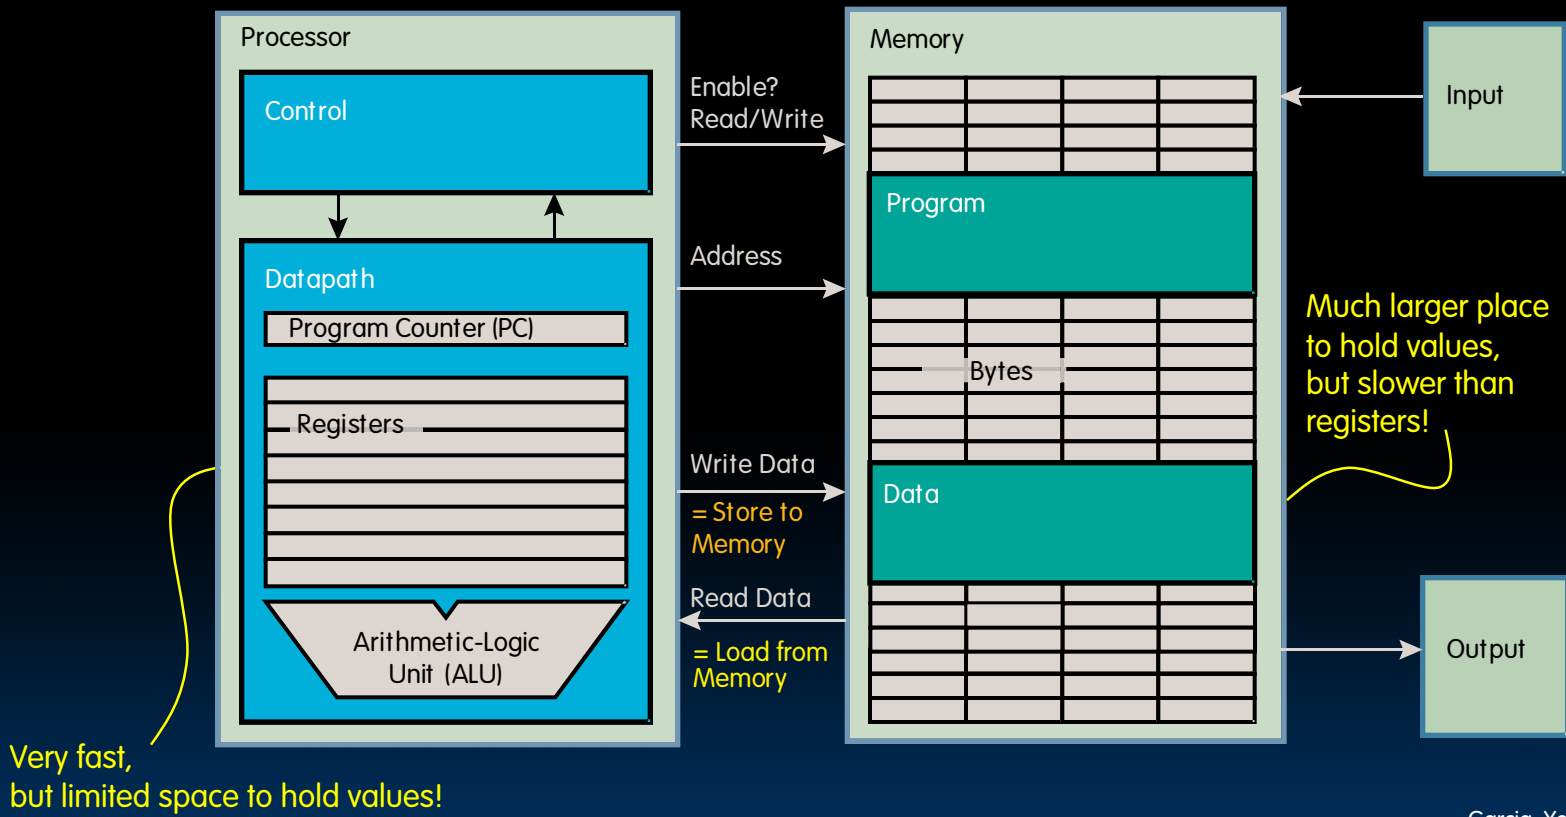 Processor
Control
Datapath
Program Counter (PC)
Registers
Arithmetic-Logic
Unit (ALU)
Very fast,
but limited space to hold values!
Enable?
Read/Write
Address
Write Data
= Store to
Memory
Read Data
= Load from
Memory
Memory
Program
Bytes
Data
Input
Much larger place
to hold values,
but slower than
registers!
Output
Garcia,